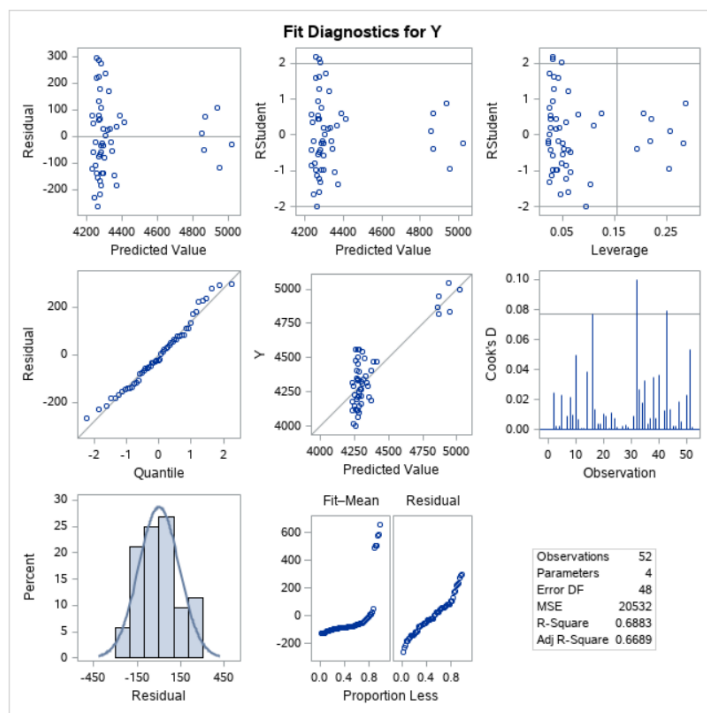 Fit Diagnostics for Y
300
200
100
0
-100
-200
Residual
4200 4400 4600 4800 5000
Predicted Value
2
1
0
-1
-2
RStudent
4200 4400 4600 4800 5000
Predicted Value
2
1
0
-1
-2
RStudent
0.05 0.15 0.25
Leverage
200
0
-200
Residual
-2 -1 0 1 2
Quantile
5000
4750
4500
4250
4000
Y
4000 4250 4500 4750 5000
Predicted Value
0.10
0.08
0.06
0.04
0.02
0.00
Cook's D
0 10 20 30 40 50
Observation
30
25
20
15
10
5
0
Percent
-450 -150 150 450
Residual
Fit–Mean Residual
600
400
200
0
-200
0.0 0.4 0.8 0.0 0.4 0.8
Proportion Less
Observations 52
Parameters 4
Error DF 48
MSE 20532
R-Square 0.6883
Adj R-Square 0.6689